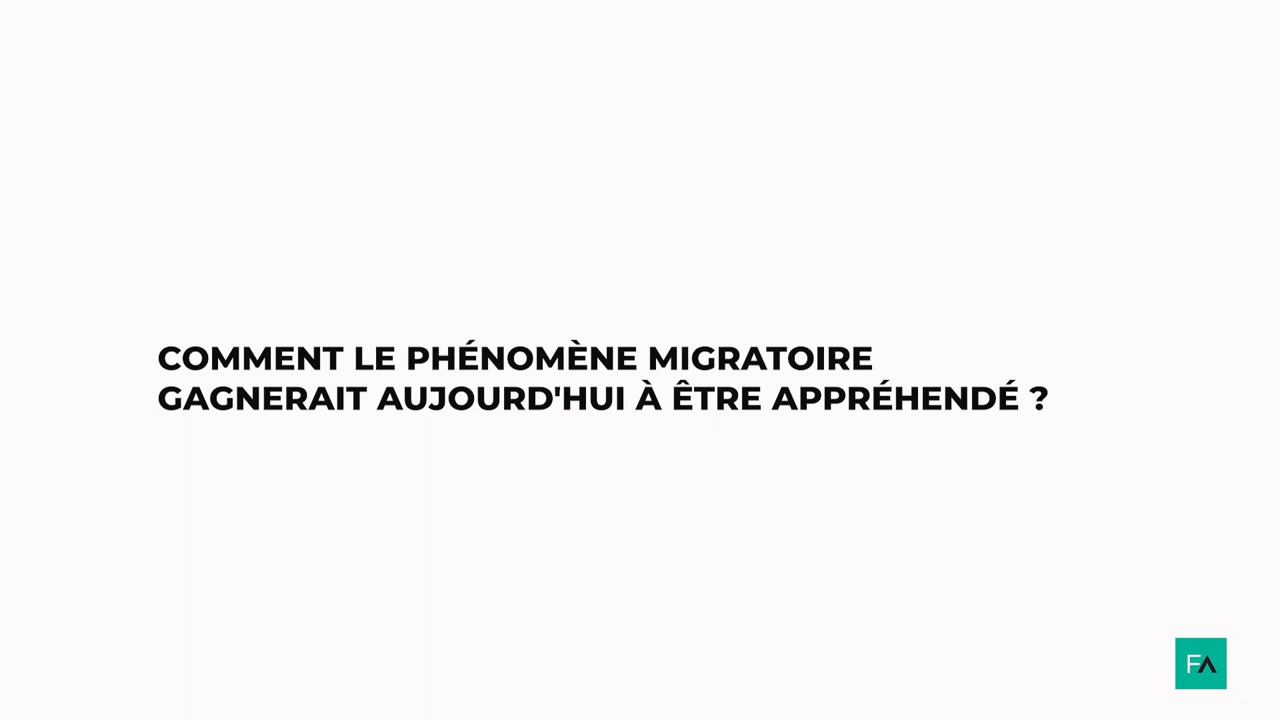 COMMENT LE PHÉNOMÈNE MIGRATOIRE
GAGNERAIT AUJOURD'HUI À ÊTRE APPRÉHENDÉ ?
FA